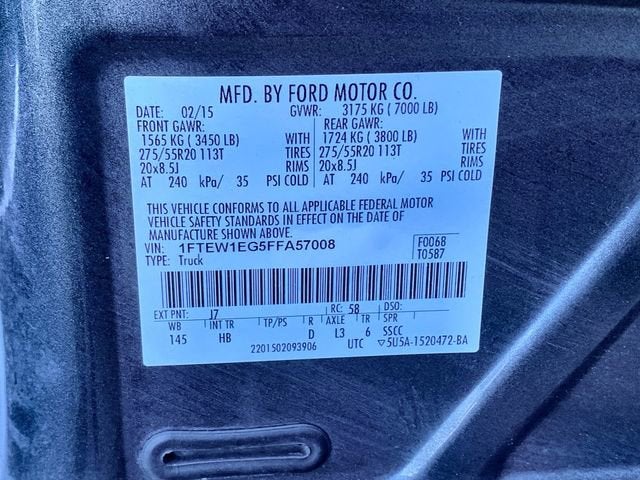 MFD. BY FORD MOTOR CO.
DATE: 02/15 GVWR: 3175 KG ( 7000 LB)
FRONT GAWR: REAR GAWR:
1565 KG ( 3450 LB) WITH 1724 KG ( 3800 LB) WITH
275/55R20 113T TIRES 275/55R20 113T TIRES
20x8.5J RIMS 20x8.5J RIMS
AT 240 kPa/ 35 PSI COLD AT 240 kPa/ 35 PSI COLD
THIS VEHICLE CONFORMS TO ALL APPLICABLE FEDERAL MOTOR
VEHICLE SAFETY STANDARDS IN EFFECT ON THE DATE OF
MANUFACTURE SHOWN ABOVE.
VIN: 1FTEW1EG5FFA57008 F0068
TYPE: Truck T0587
EXT PNT: J7 RC: 58 DSO:
WB INT TR TP/PS R AXLE TR SPR
145 HB D L3 6 SSCC
2201502093906 UTC ▽5U5A-1520472-BA